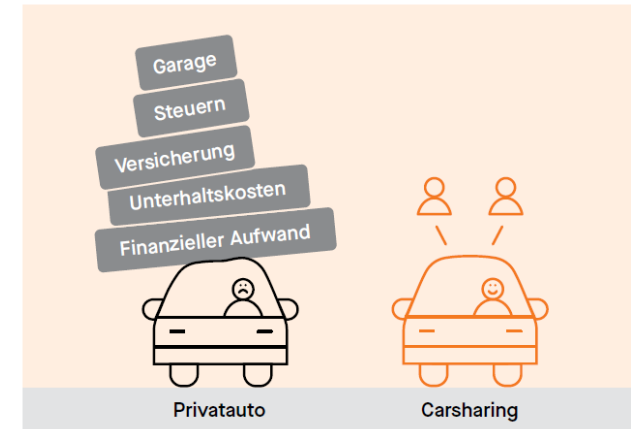 Garage
Steuern
Versicherung
Unterhaltskosten
Finanzieller Aufwand
Privatauto
Carsharing